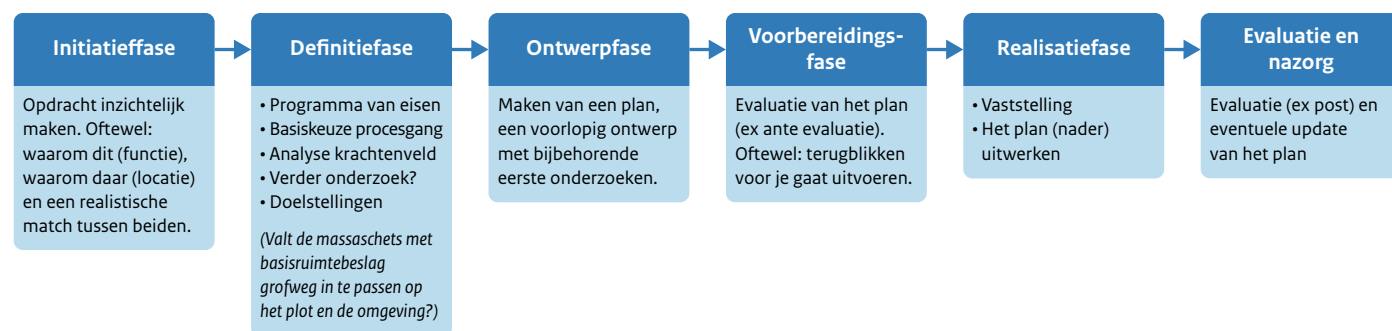 Initiatieffase
Opdracht inzichtelijk
maken. Oftewel:
waarom dit (functie),
waarom daar (locatie)
en een realistische
match tussen beiden.
Definitiefase
• Programma van eisen
• Basiskeuze procesgang
• Analyse krachtenveld
• Verder onderzoek?
• Doelstellingen
(Valt de massaschets met
basisruimtebeslag
grofweg in te passen op
het plot en de omgeving?)
Ontwerpfase
Maken van een plan,
een voorlopig ontwerp
met bijbehorende
eerste onderzoeken.
Voorbereidings-
fase
Evaluatie van het plan
(ex ante evaluatie).
Oftewel: terugblikken
voor je gaat uitvoeren.
Realisatiefase
• Vaststelling
• Het plan (nader)
uitwerken
Evaluatie en
nazorg
Evaluatie (ex post) en
eventuele update
van het plan